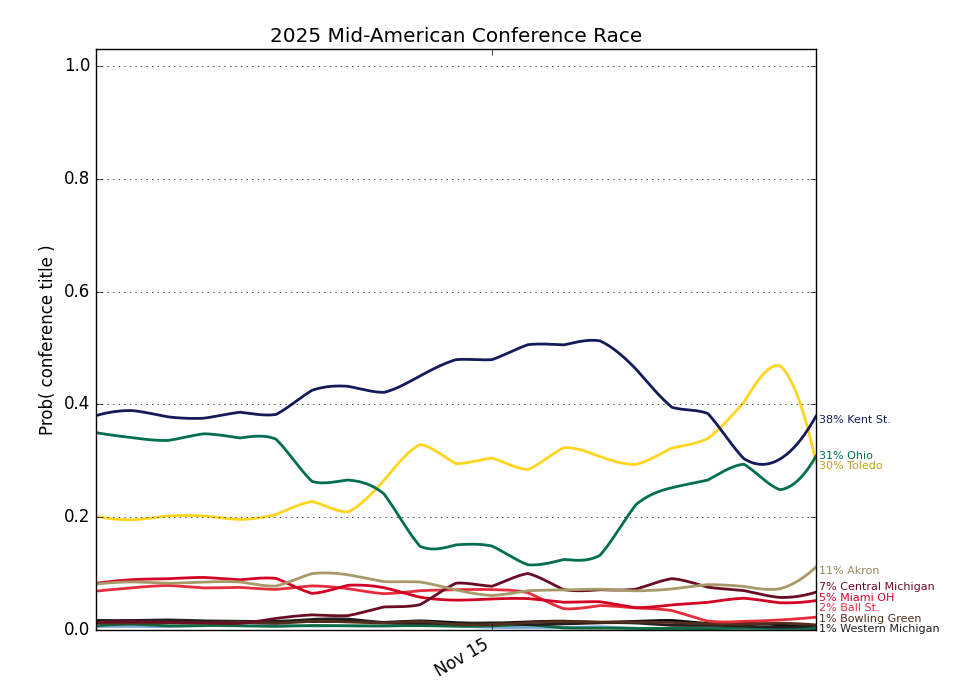 2025 Mid-American Conference Race
Prob( conference title )
1.0
0.8
0.6
0.4
0.2
0.0
Nov 15
38% Kent St.
31% Ohio
30% Toledo
11% Akron
7% Central Michigan
5% Miami OH
2% Ball St.
1% Bowling Green
1% Western Michigan